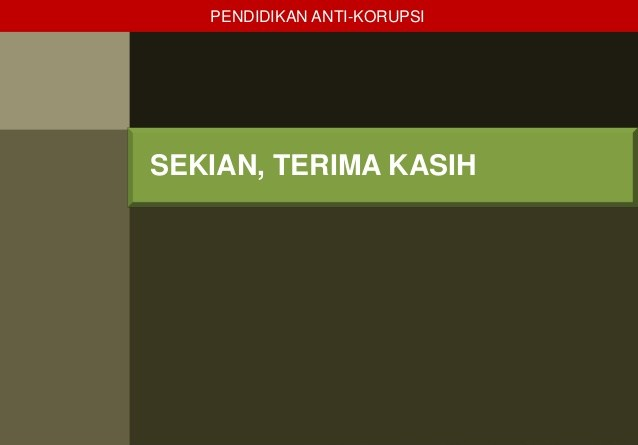 PENDIDIKAN ANTI-KORUPSI
SEKIAN, TERIMA KASIH